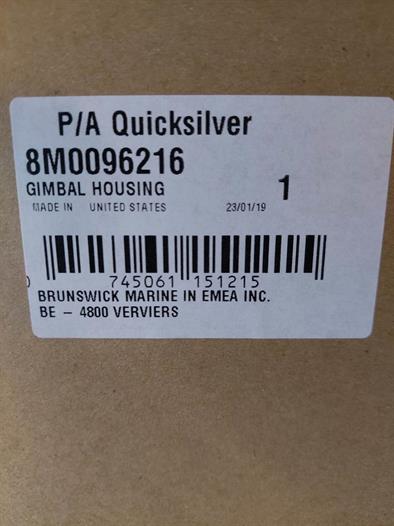 P/A Quicksilver
8M0096216
GIMBAL HOUSING 1
MADE IN UNITED STATES 23/01/19
0 745061 151215
BRUNSWICK MARINE IN EMEA INC.
BE - 4800 VERVIERS